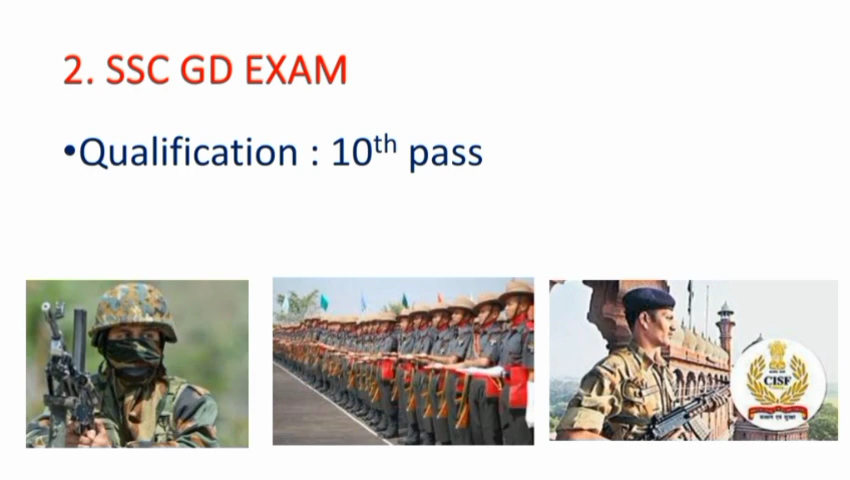 2. SSC GD EXAM
•Qualification : 10th pass
CISF